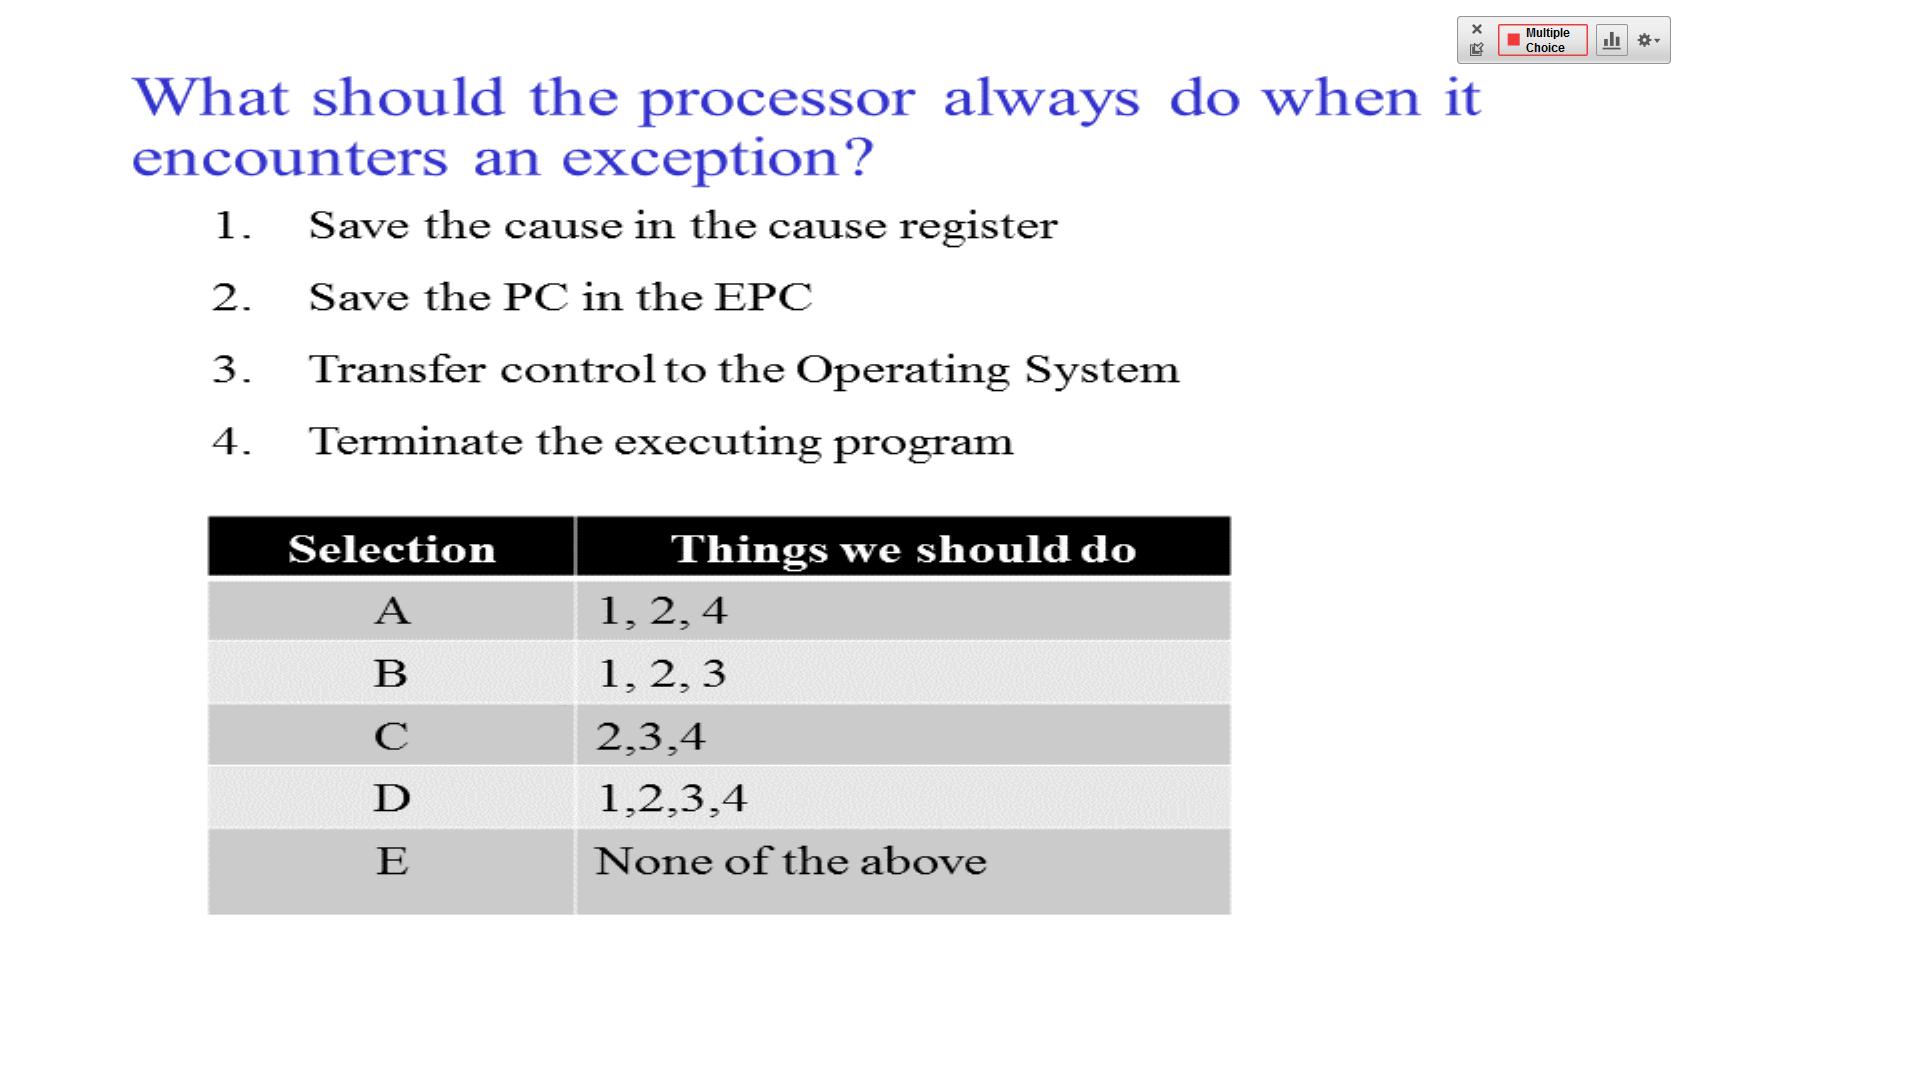 Multiple
Choice
What should the processor always do when it
encounters an exception?
1. Save the cause in the cause register
2. Save the PC in the EPC
3. Transfer control to the Operating System
4. Terminate the executing program
Selection Things we should do
A 1, 2, 4
B 1, 2, 3
C 2,3,4
D 1,2,3,4
E None of the above